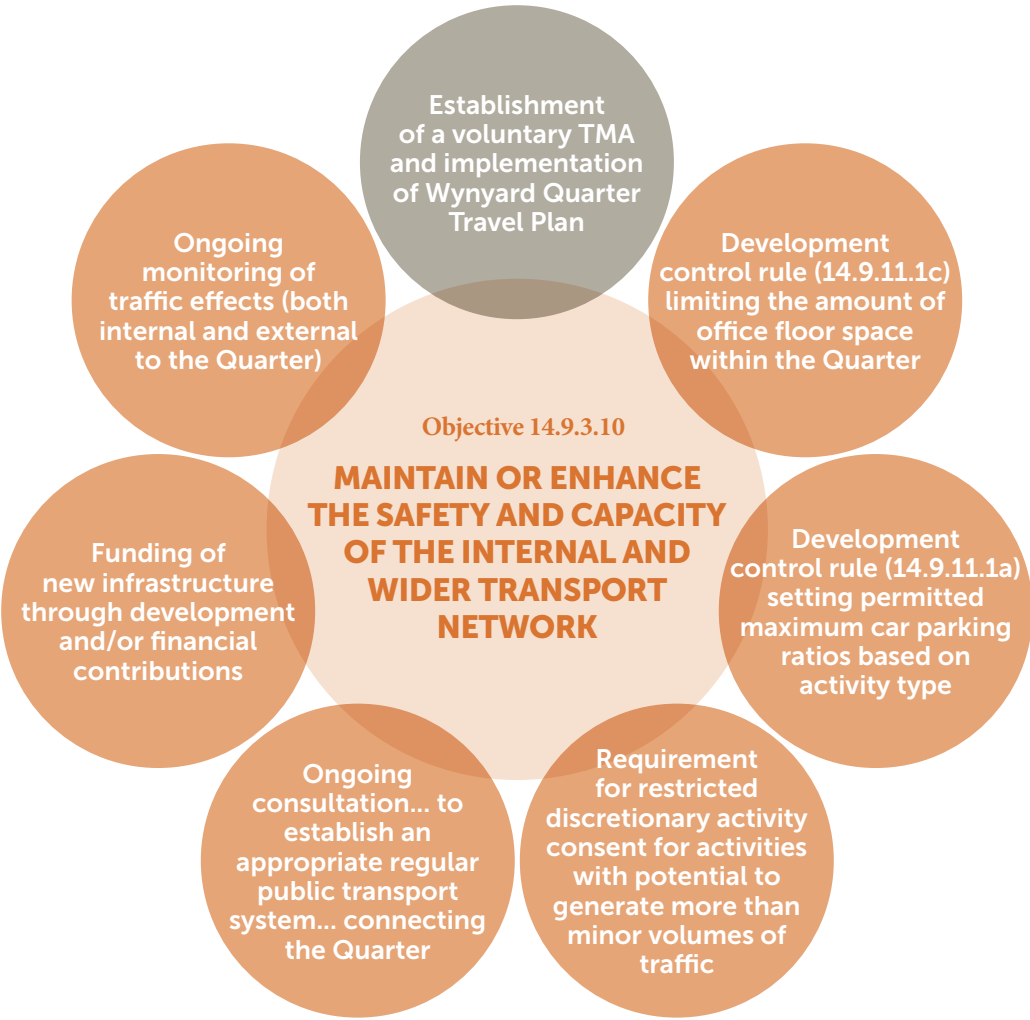 Establishment
of a voluntary TMA
and implementation
of Wynyard Quarter
Travel Plan
Development
control rule (14.9.11.1c)
limiting the amount of
office floor space
within the Quarter
Development
control rule (14.9.11.1a)
setting permitted
maximum car parking
ratios based on
activity type
Requirement
for restricted
discretionary activity
consent for activities
with potential to
generate more than
minor volumes of
traffic
Ongoing
consultation... to
establish an
appropriate regular
public transport
system... connecting
the Quarter
Funding of
new infrastructure
through development
and/or financial
contributions
Ongoing
monitoring of
traffic effects (both
internal and external
to the Quarter)
Objective 14.9.3.10
MAINTAIN OR ENHANCE
THE SAFETY AND CAPACITY
OF THE INTERNAL AND
WIDER TRANSPORT
NETWORK